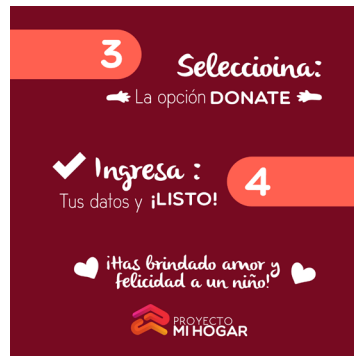 3
Seleccioina:
La opción DONATE
Ingresa :
4
Tus datos y ¡LISTO!
¡Has brindado amor y
felicidad a un niño!
PROYECTO
MI HOGAR